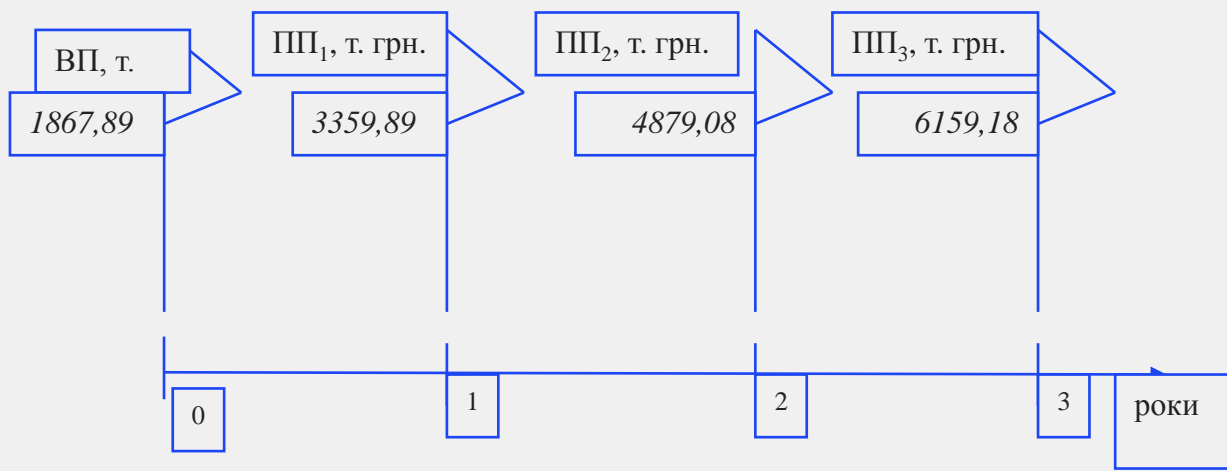 ВП, т.
ПП₁, т. грн.
ПП₂, т. грн.
ПП₃, т. грн.
1867,89
3359,89
4879,08
6159,18
0
1
2
3
роки